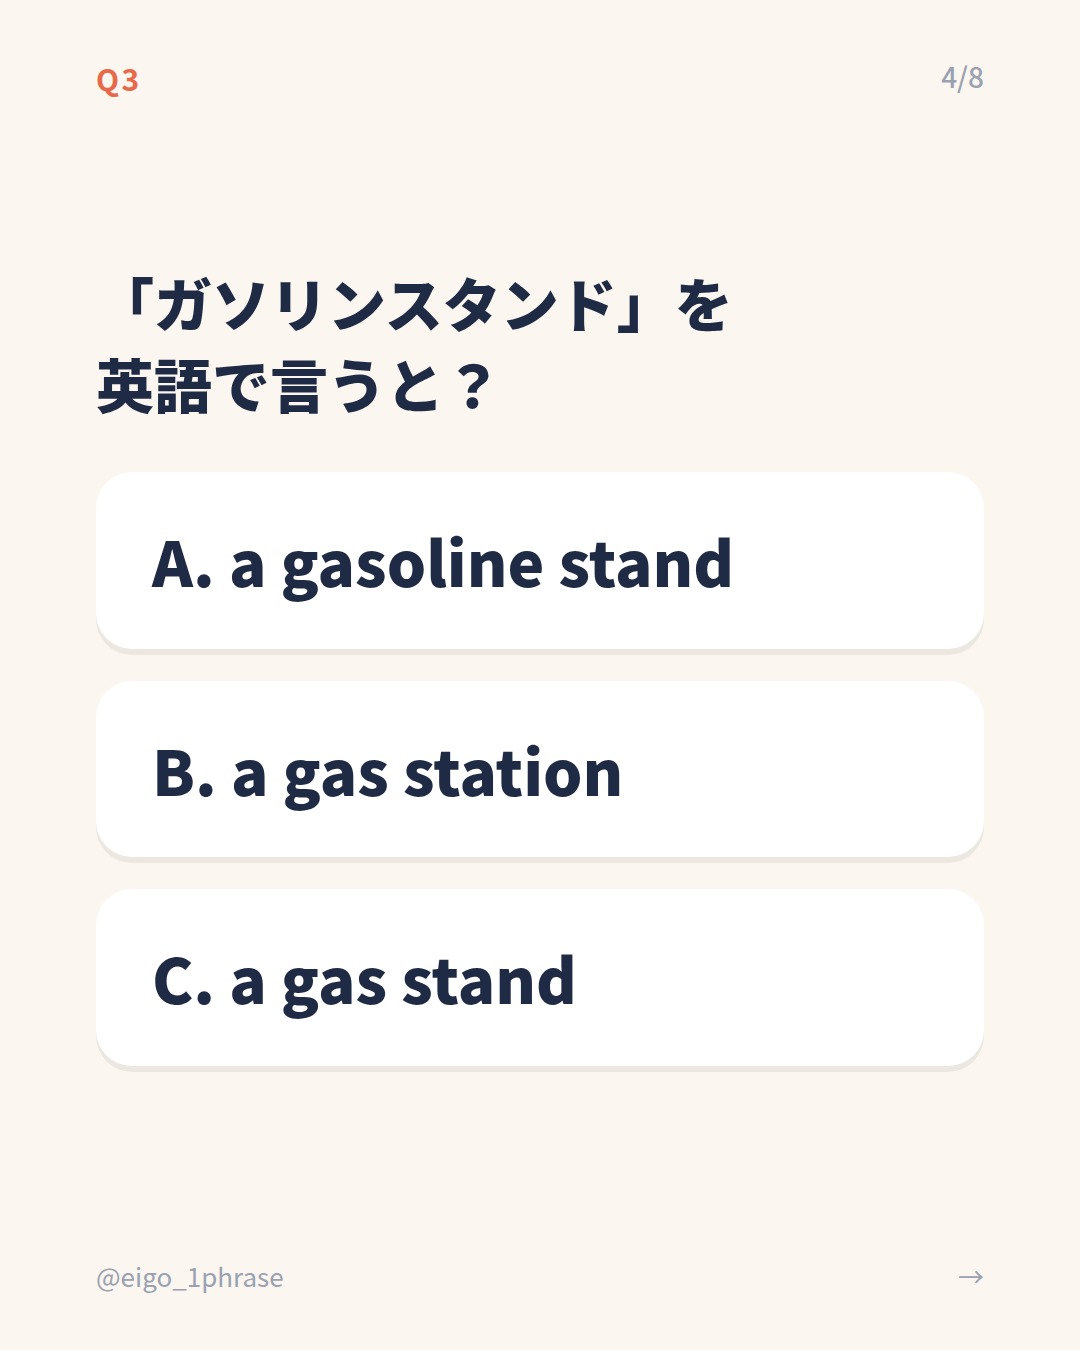 Q3
4/8
「ガソリンスタンド」を
英語で言うと？
A. a gasoline stand
B. a gas station
C. a gas stand
@eigo_1phrase
→